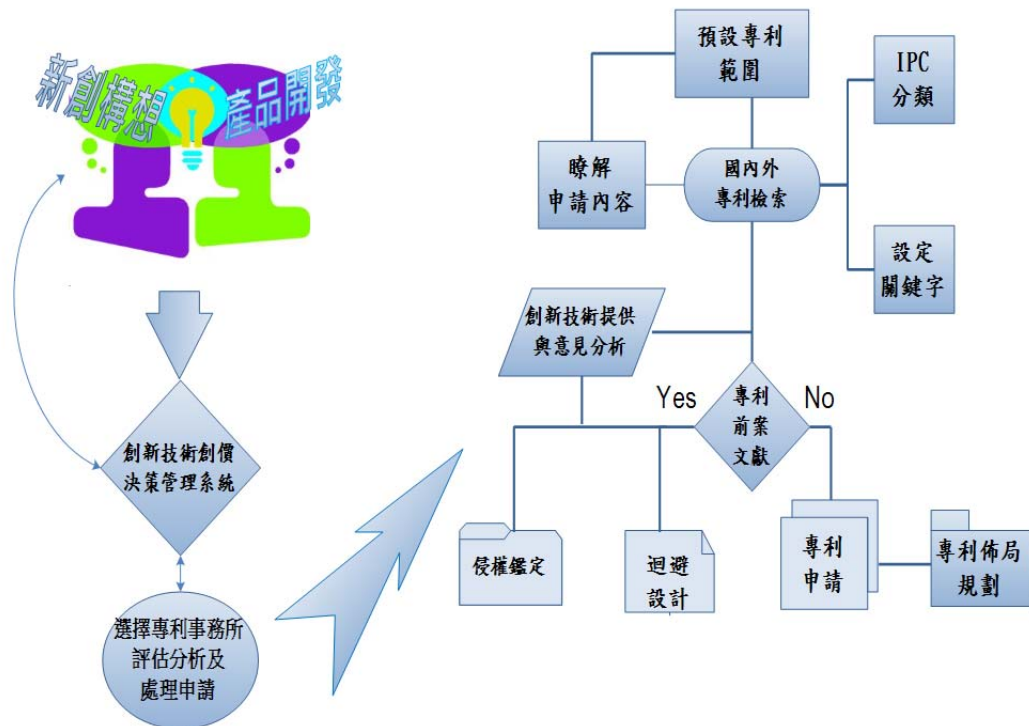 新創構想
產品開發
創新技術創價
決策管理系統
選擇專利事務所
評估分析及
處理申請
預設專利
範圍
IPC
分類
瞭解
申請內容
國內外
專利檢索
設定
關鍵字
創新技術提供
與意見分析
Yes
專利
前案
文獻
No
侵權鑑定
迴避
設計
專利
申請
專利佈局
規劃